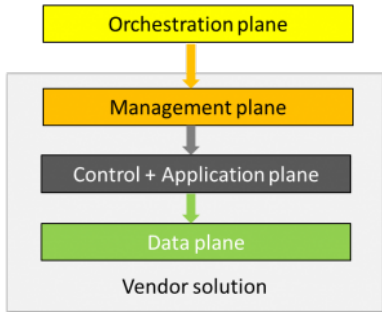 Orchestration plane
Management plane
Control + Application plane
Data plane
Vendor solution